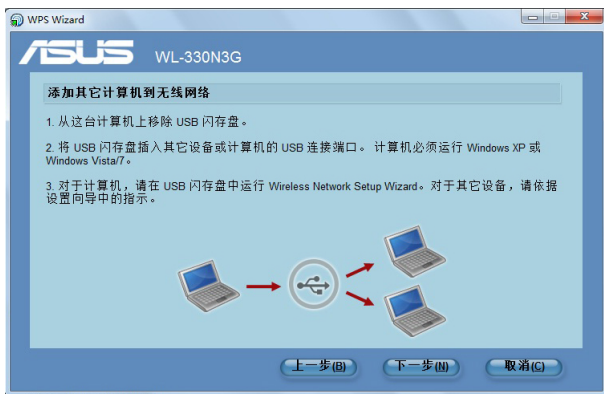 WPS Wizard
ASUS WL-330N3G
添加其它计算机到无线网络
1. 从这台计算机上移除 USB 闪存盘。
2. 将 USB 闪存盘插入其它设备或计算机的 USB 连接端口。 计算机必须运行 Windows XP 或
Windows Vista/7。
3. 对于计算机，请在 USB 闪存盘中运行 Wireless Network Setup Wizard。对于其它设备，请依据
设置向导中的指示。
上一步(B) 下一步(N) 取消(C)